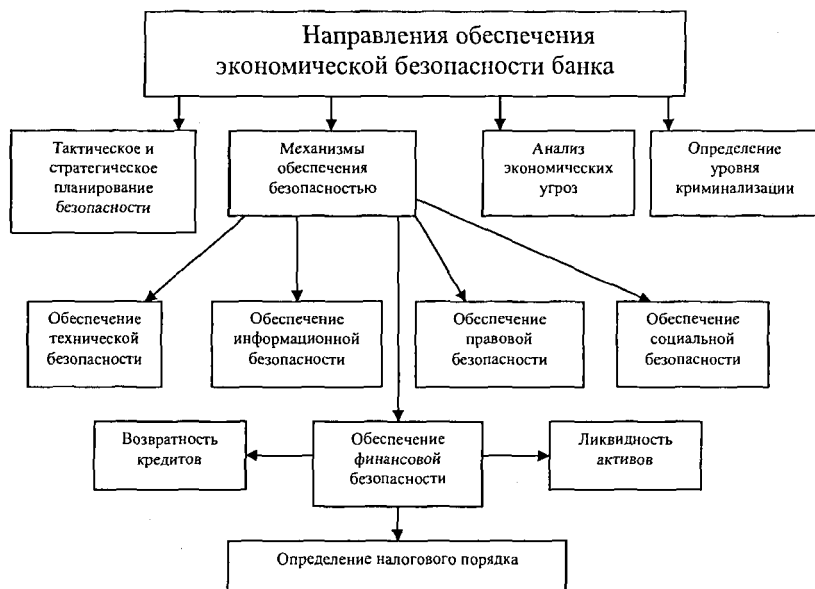 Направления обеспечения
экономической безопасности банка
Тактическое и
стратегическое
планирование
безопасности
Механизмы
обеспечения
безопасностью
Анализ
экономических
угроз
Определение
уровня
криминализации
Обеспечение
технической
безопасности
Обеспечение
информационной
безопасности
Обеспечение
правовой
безопасности
Обеспечение
социальной
безопасности
Возвратность
кредитов
Обеспечение
финансовой
безопасности
Ликвидность
активов
Определение налогового порядка